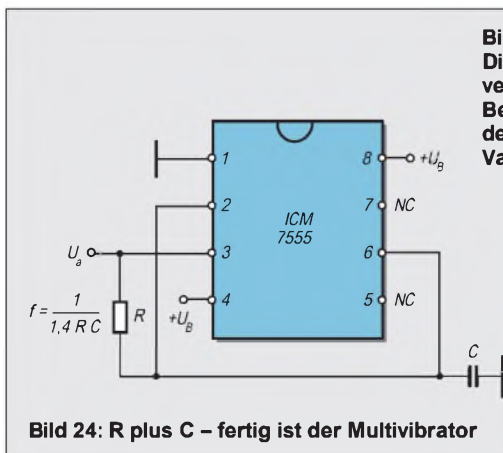 Bi
Di
ve
Be
de
Va
1
8
+U_B
2
ICM
7555
7
NC
U_a
3
6
4
+U_B
5
NC
f = 1 / 1,4 R C
R
C
Bild 24: R plus C – fertig ist der Multivibrator